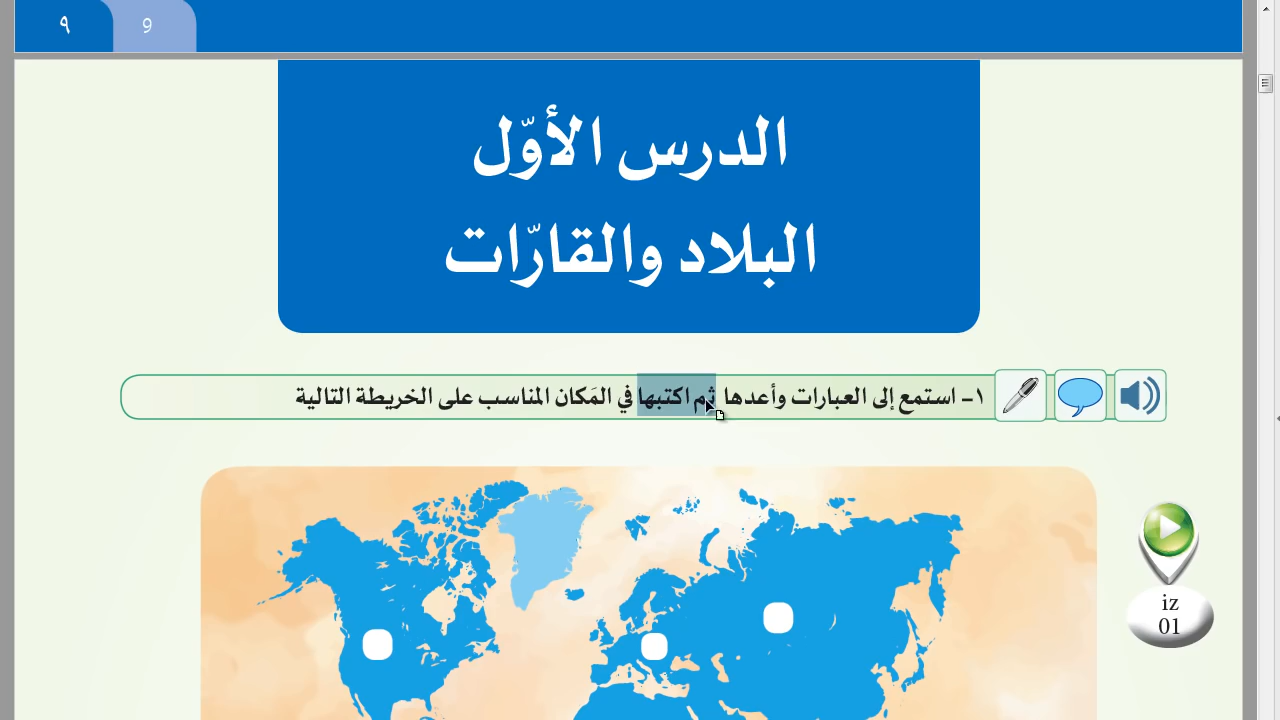 ٩ و
الدرس الأوّل
البلاد والقارّات
١- استمع إلى العبارات وأعدها ثم اكتبها في المَكان المناسب على الخريطة التالية
iz
01